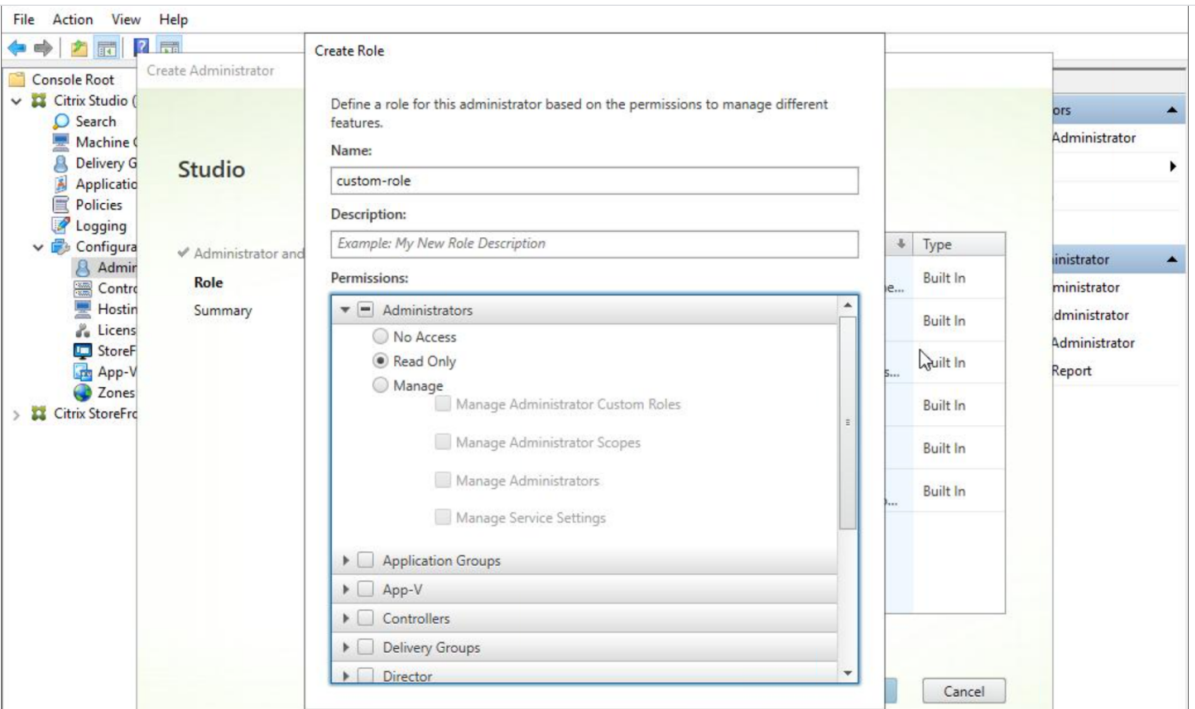 File Action View Help
Create Role
Console Root
Create Administrator
Citrix Studio (
Search
Machine
Delivery G
Applicatio
Policies
Logging
Configura
Admin
Contro
Hostin
Licens
StoreF
App-V
Zones
Citrix StoreFro
Studio
Administrator and
Role
Summary
Define a role for this administrator based on the permissions to manage different
features.
Name:
custom-role
Description:
Example: My New Role Description
Permissions:
Administrators
No Access
Read Only
Manage
Manage Administrator Custom Roles
Manage Administrator Scopes
Manage Administrators
Manage Service Settings
Application Groups
App-V
Controllers
Delivery Groups
Director
Type
e... Built In
Built In
s... Built In
Built In
Built In
Built In
Cancel
ors
Administrator
inistrator
ministrator
dministrator
Administrator
Report